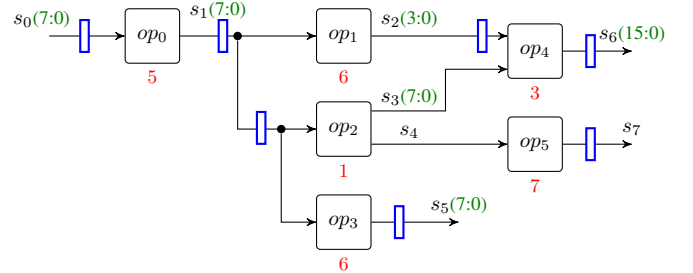 s0(7:0)
op0
5
s1(7:0)
op1
6
s2(3:0)
op4
3
s6(15:0)
op2
1
s3(7:0)
s4
op5
7
s7
op3
6
s5(7:0)